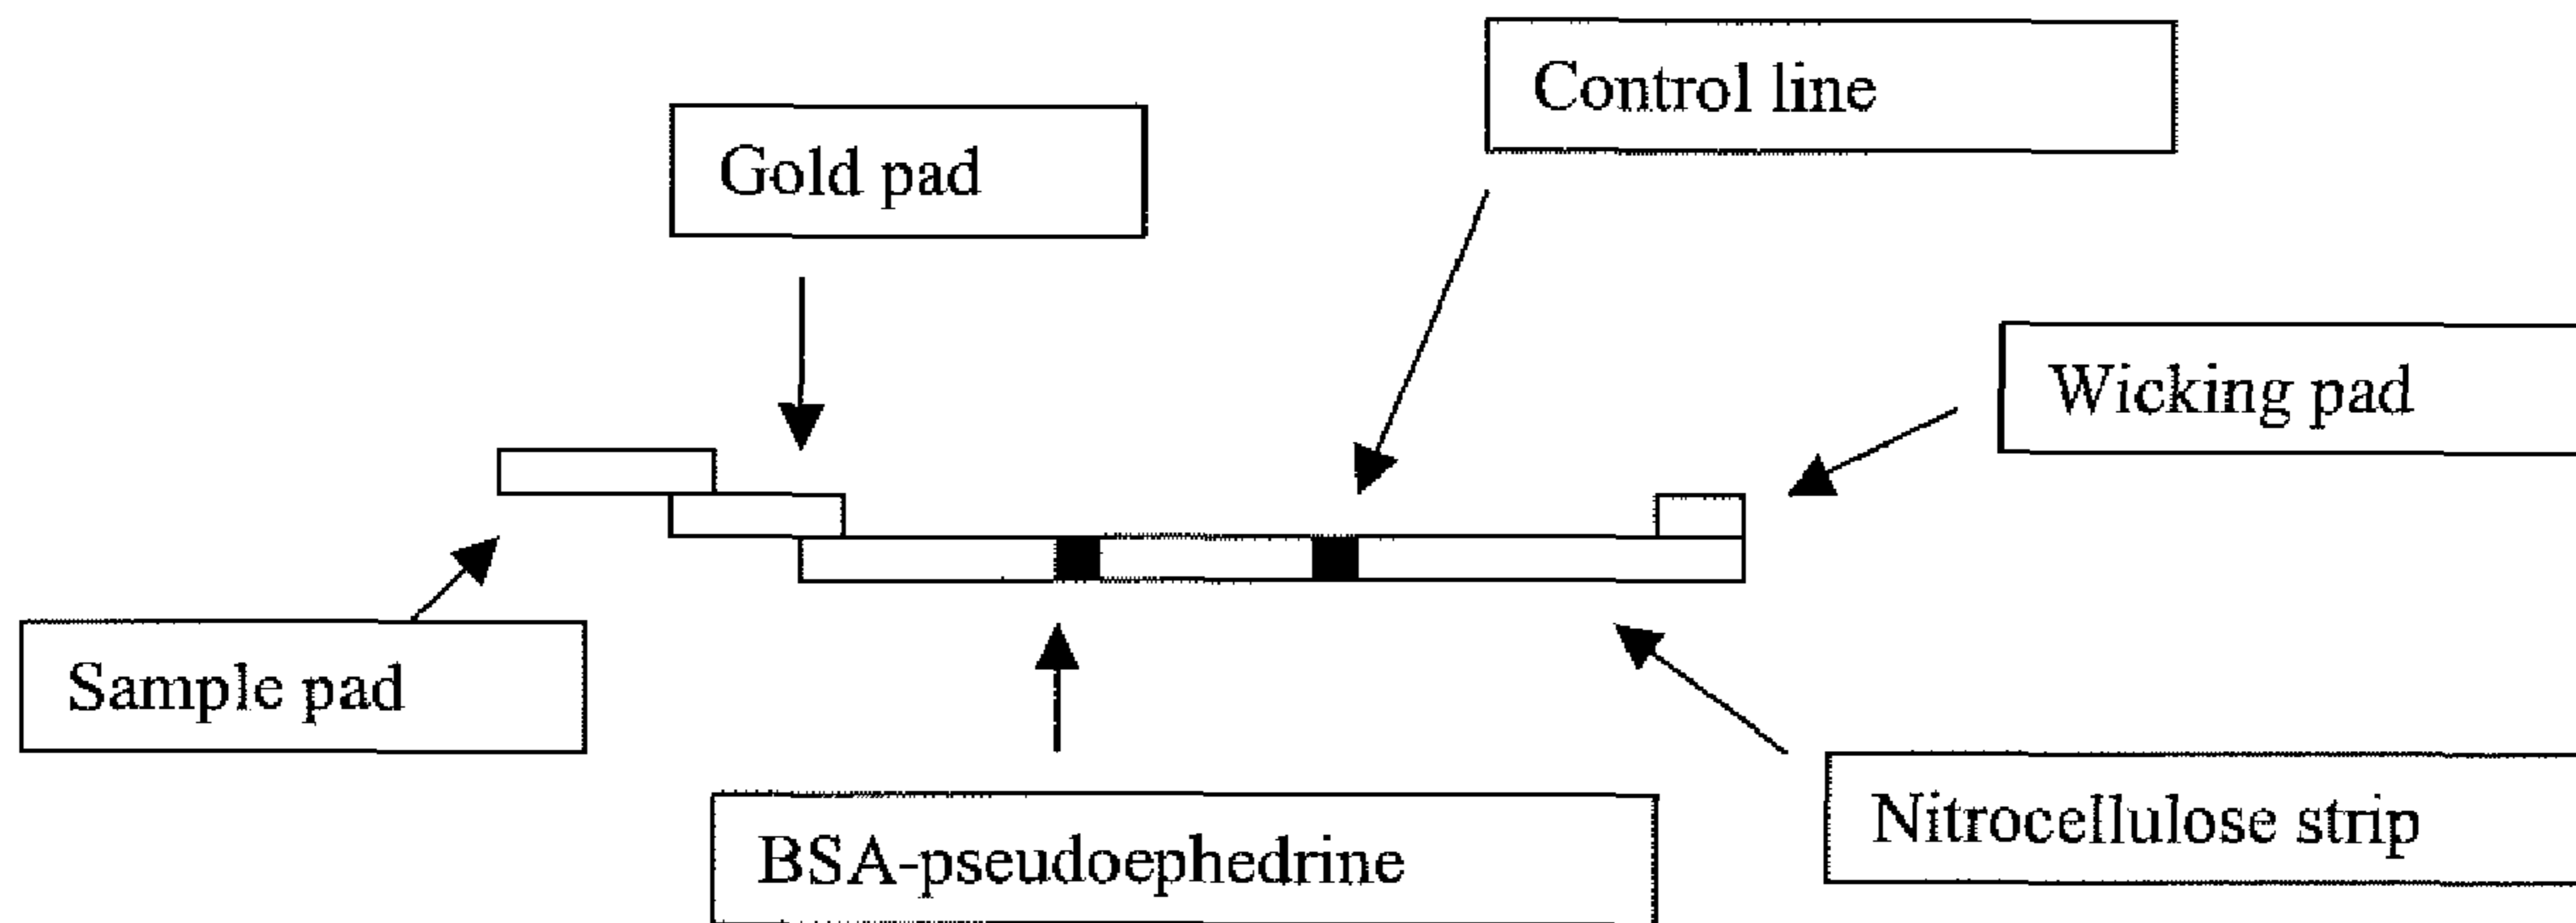 Control line
Gold pad
Wicking pad
Sample pad
Nitrocellulose strip
BSA-pseudoephedrine